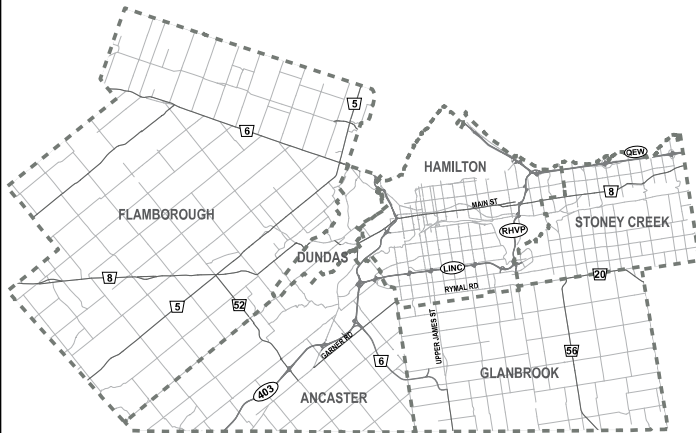 5
6
HAMILTON
QEW
8
MAIN ST
FLAMBOROUGH
STONEY CREEK
RHVP
DUNDAS
LINC
20
8
RYMAL RD
5
52
UPPER JAMES ST
GARNER RD
56
6
GLANBROOK
403
ANCASTER